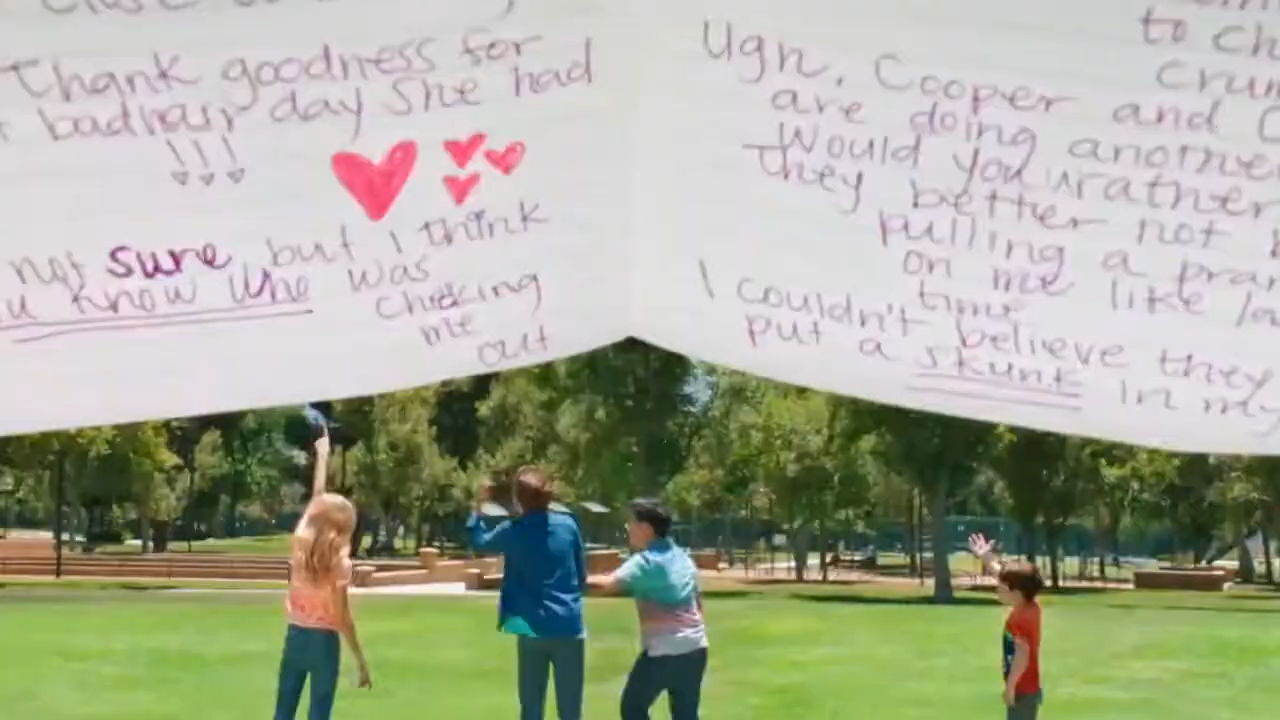 Thank goodness for
bad hair day she had
!!!
not sure but I think
you know who was
checking
me
out
to
Ugh. Cooper and
are doing another
Would you rather
they better not
pulling a
on me like
time
I couldn't believe they
put a skunk in my